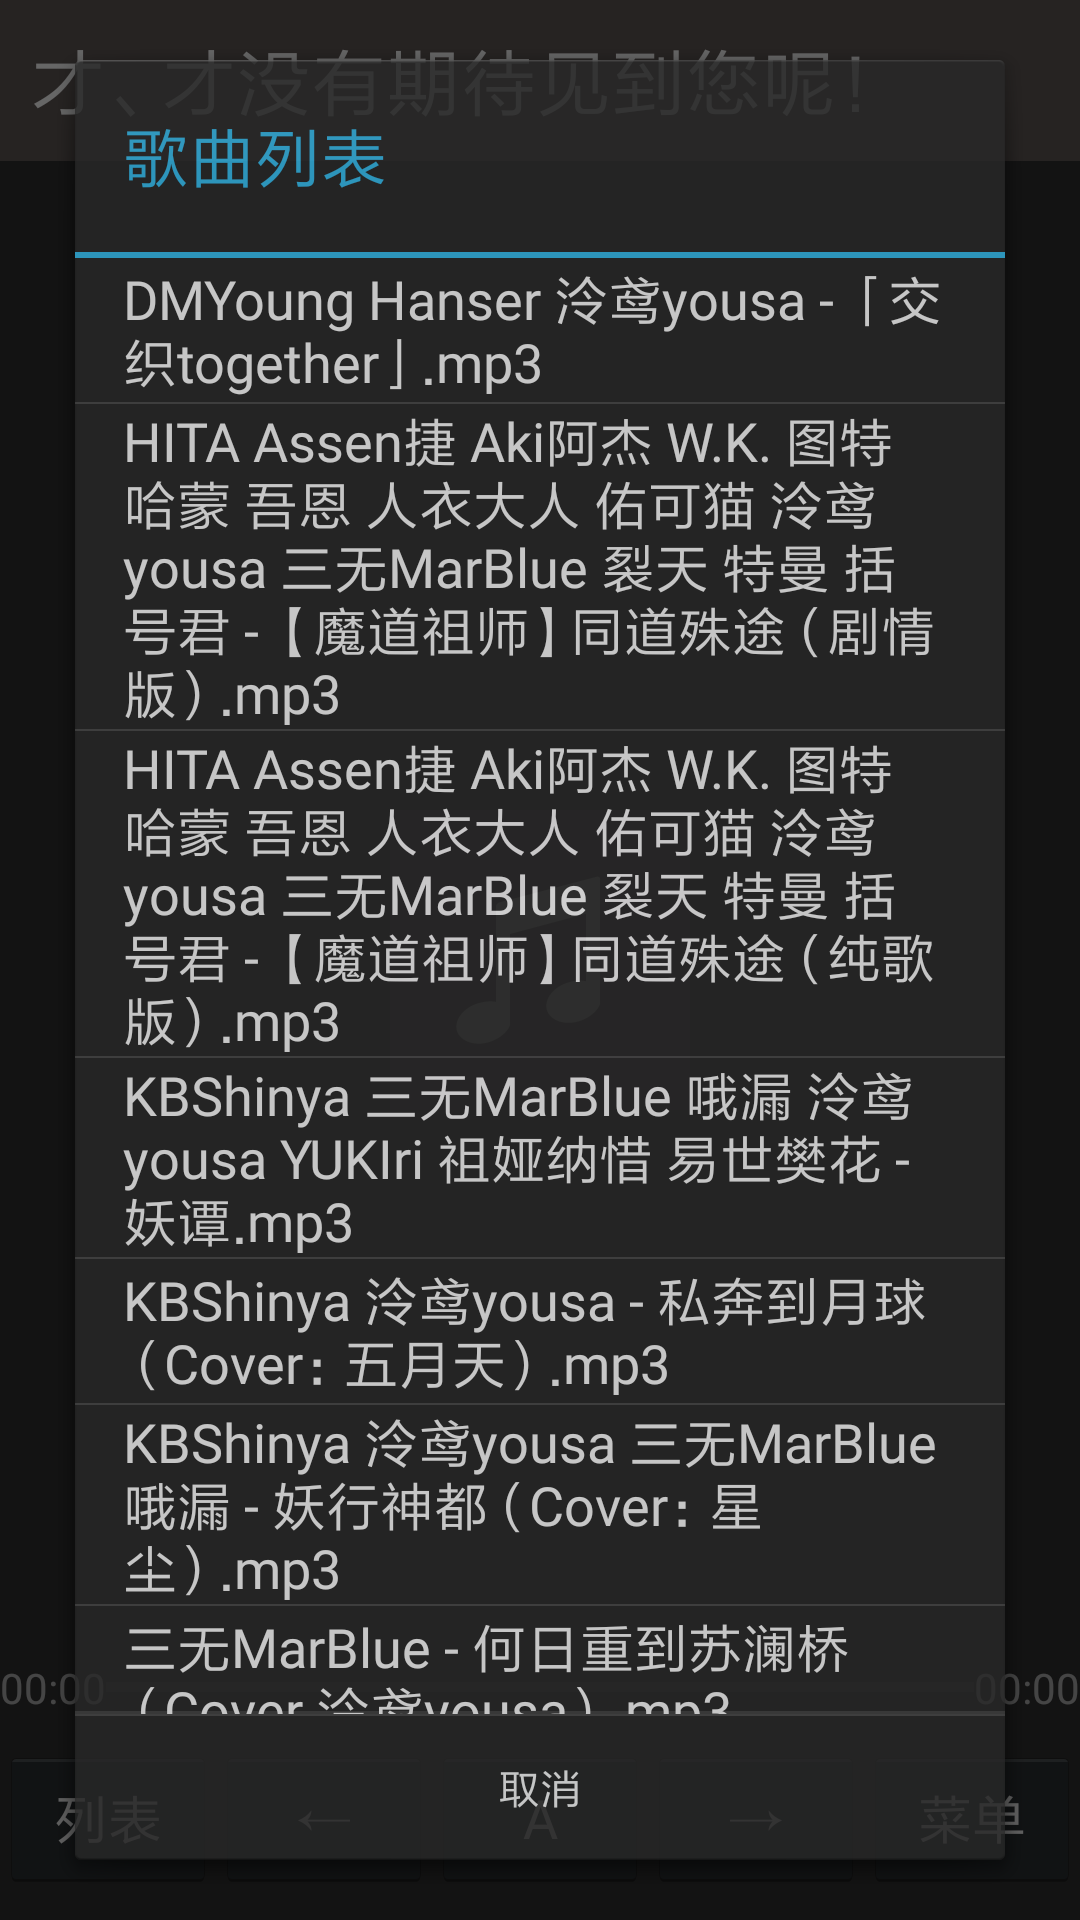 才、才没有期待见到您呢！
歌曲列表
DMYoung Hanser 泠鸢yousa -「交
织together」.mp3
HITA Assen捷 Aki阿杰 W.K. 图特
哈蒙 吾恩 人衣大人 佑可猫 泠鸢
yousa 三无MarBlue 裂天 特曼 括
号君 -【魔道祖师】同道殊途（剧情
版）.mp3
HITA Assen捷 Aki阿杰 W.K. 图特
哈蒙 吾恩 人衣大人 佑可猫 泠鸢
yousa 三无MarBlue 裂天 特曼 括
号君 -【魔道祖师】同道殊途（纯歌
版）.mp3
KBShinya 三无MarBlue 哦漏 泠鸢
yousa YUKIri 祖娅纳惜 易世樊花 -
妖谭.mp3
KBShinya 泠鸢yousa - 私奔到月球
（Cover：五月天）.mp3
KBShinya 泠鸢yousa 三无MarBlue
哦漏 - 妖行神都（Cover：星
尘）.mp3
三无MarBlue - 何日重到苏澜桥
（Cover 泠鸢yousa）.mp3
00:00 00:00
取消
列表 ← A → 菜单